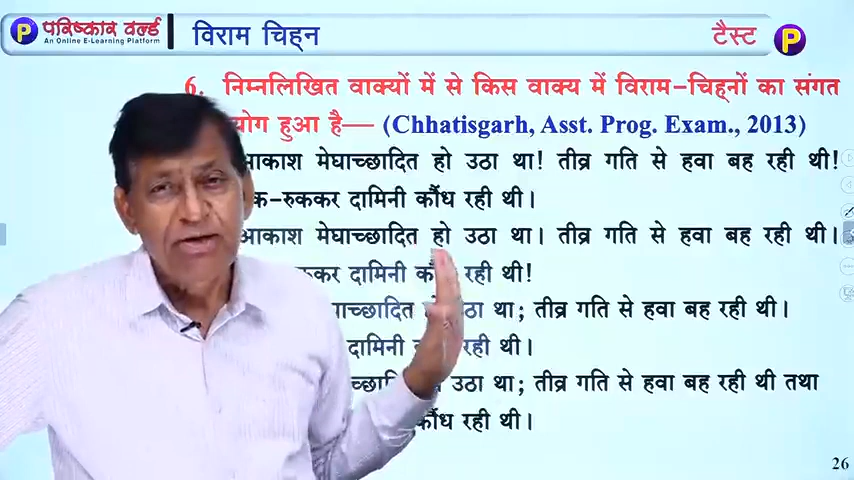 परिष्कार वर्ल्ड
An Online E-Learning Platform
विराम चिह्न
टैस्ट
6. निम्नलिखित वाक्यों में से किस वाक्य में विराम-चिह्नों का संगत
हुआ है— (Chhatisgarh, Asst. Prog. Exam., 2013)
आकाश मेघाच्छादित हो उठा था! तीव्र गति से हवा बह रही थी!
दामिनी कौंध रही थी।
आकाश मेघाच्छादित हो उठा था। तीव्र गति से हवा बह रही थी।
दामिनी रही थी!
उठा था; तीव्र गति से हवा बह रही थी।
दामिनी रही थी।
उठा था; तीव्र गति से हवा बह रही थी तथा
कौंध रही थी।
26